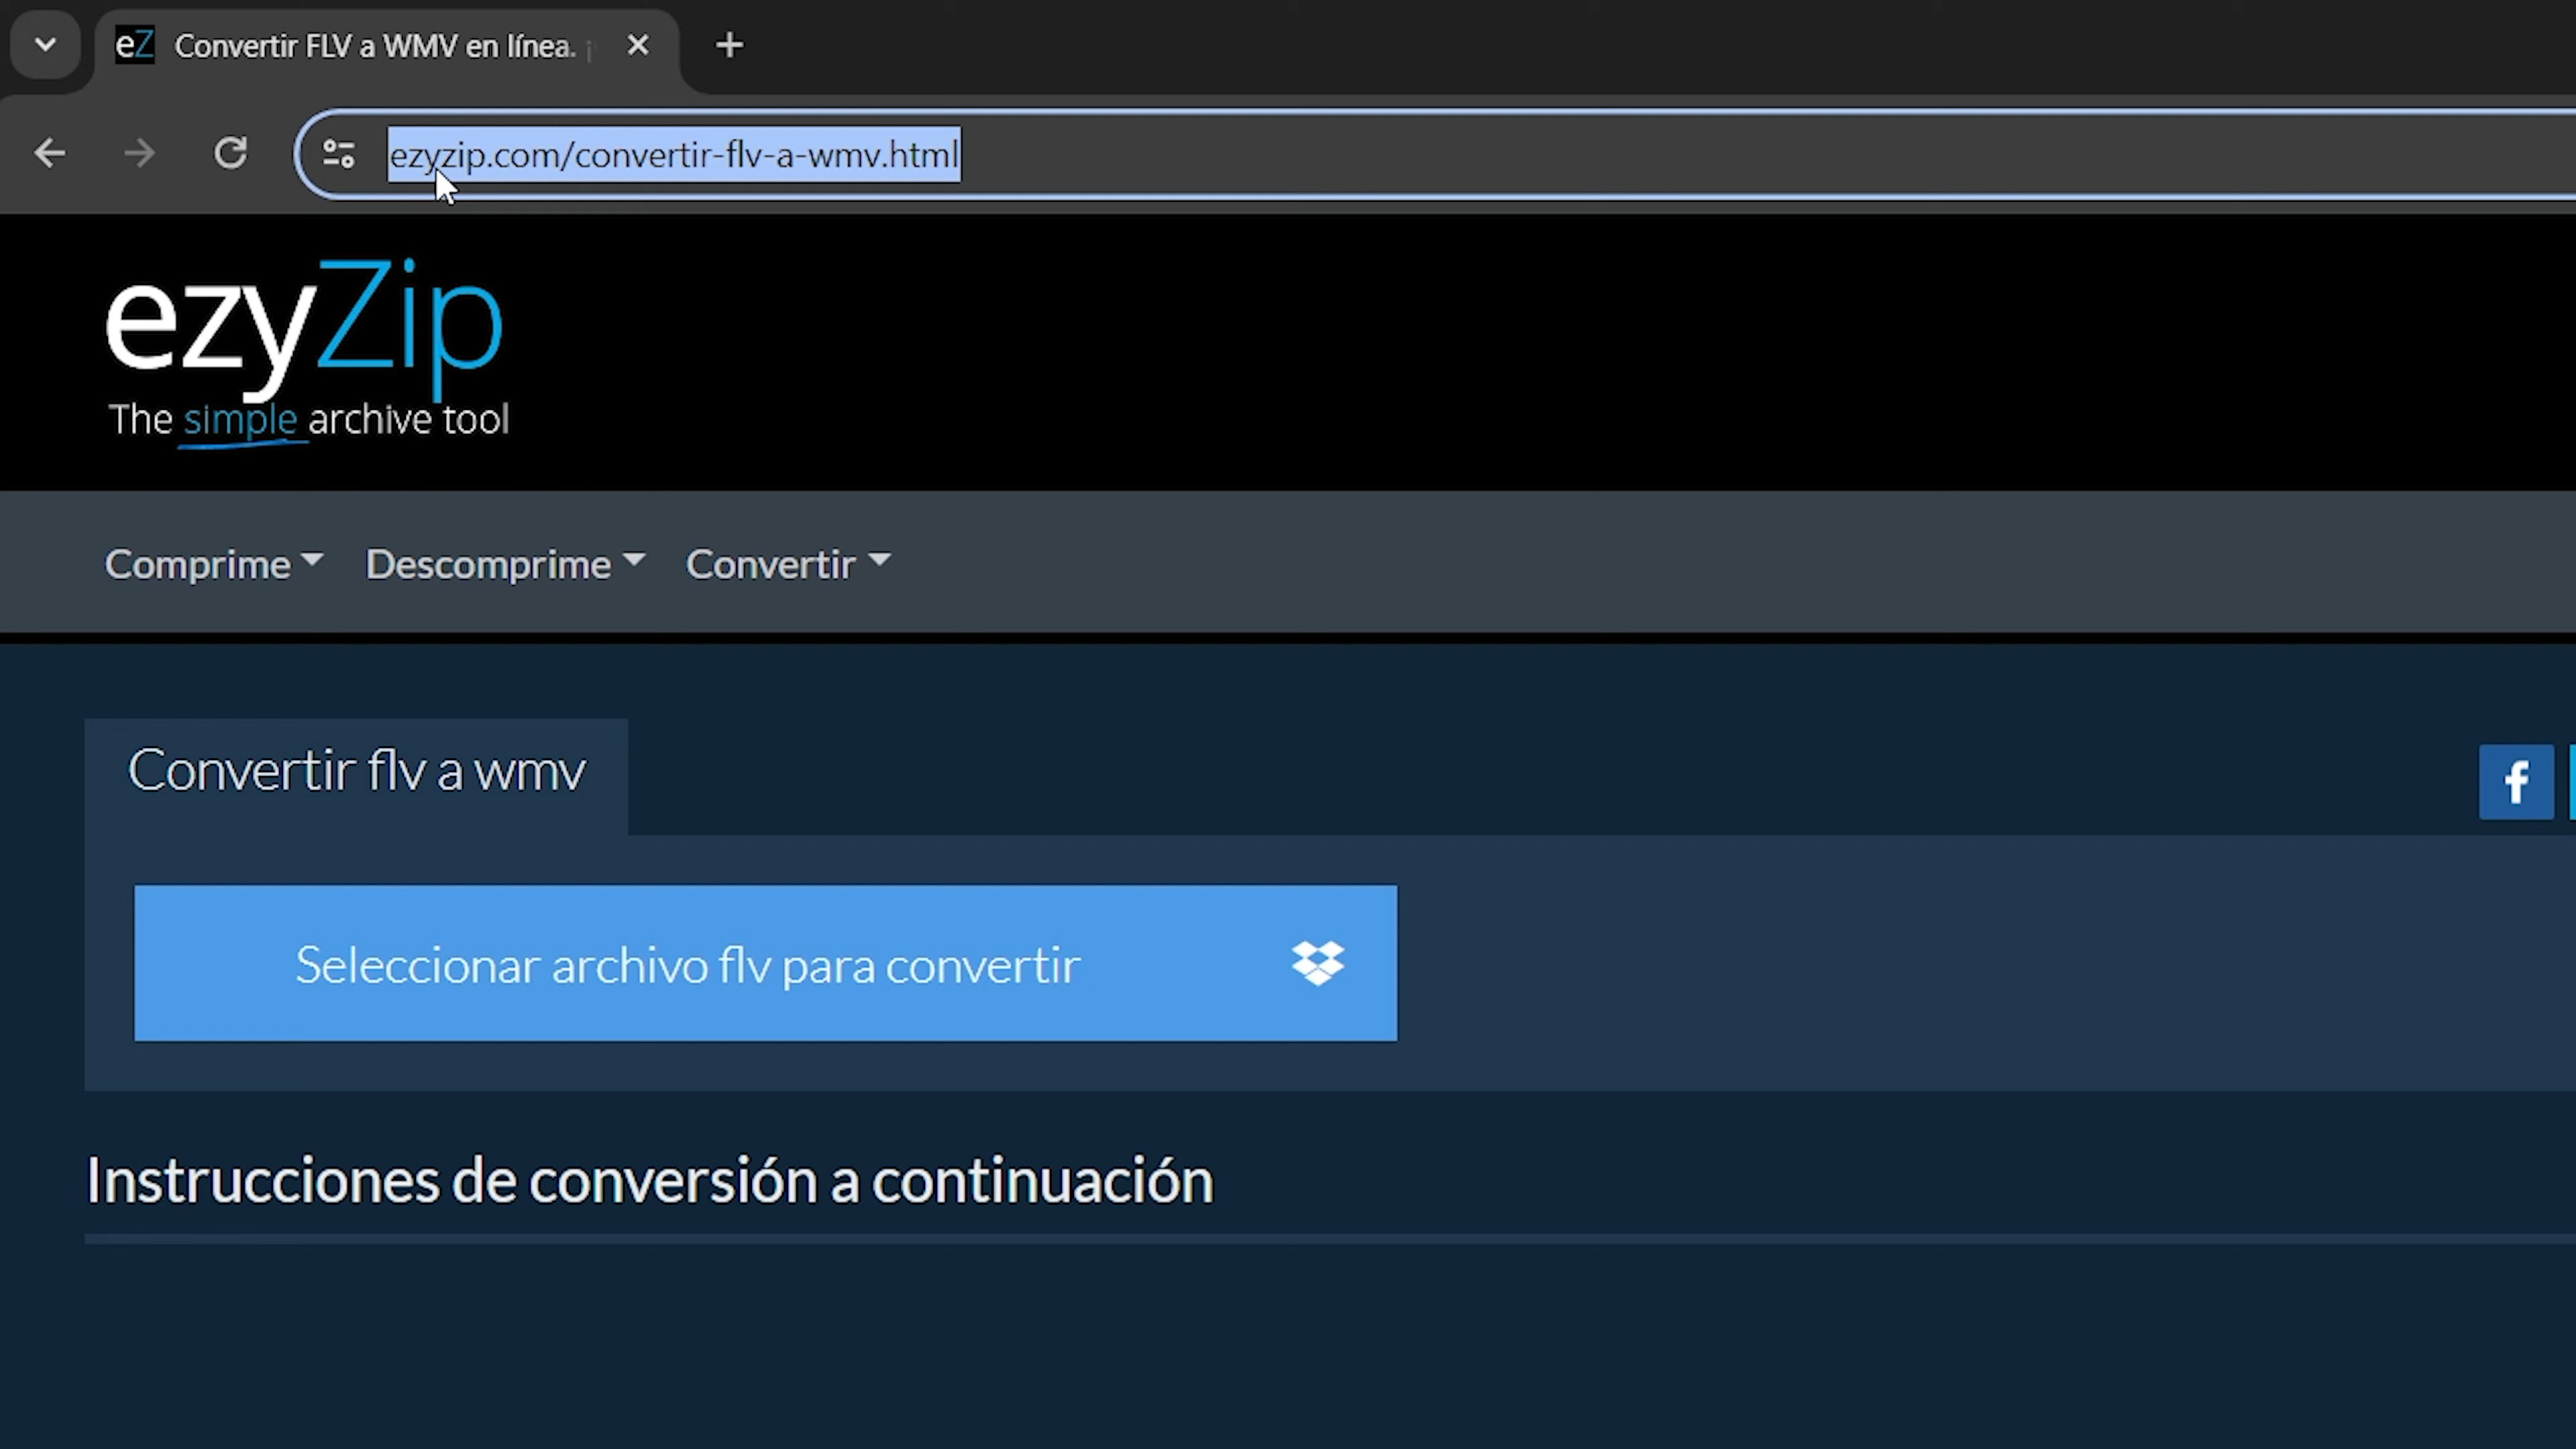 eZ Convertir FLV a WMV en línea.
ezyzip.com/convertir-flv-a-wmv.html
ezyZip
The simple archive tool
Comprime Descomprime Convertir
Convertir flv a wmv
f
Seleccionar archivo flv para convertir
Instrucciones de conversión a continuación